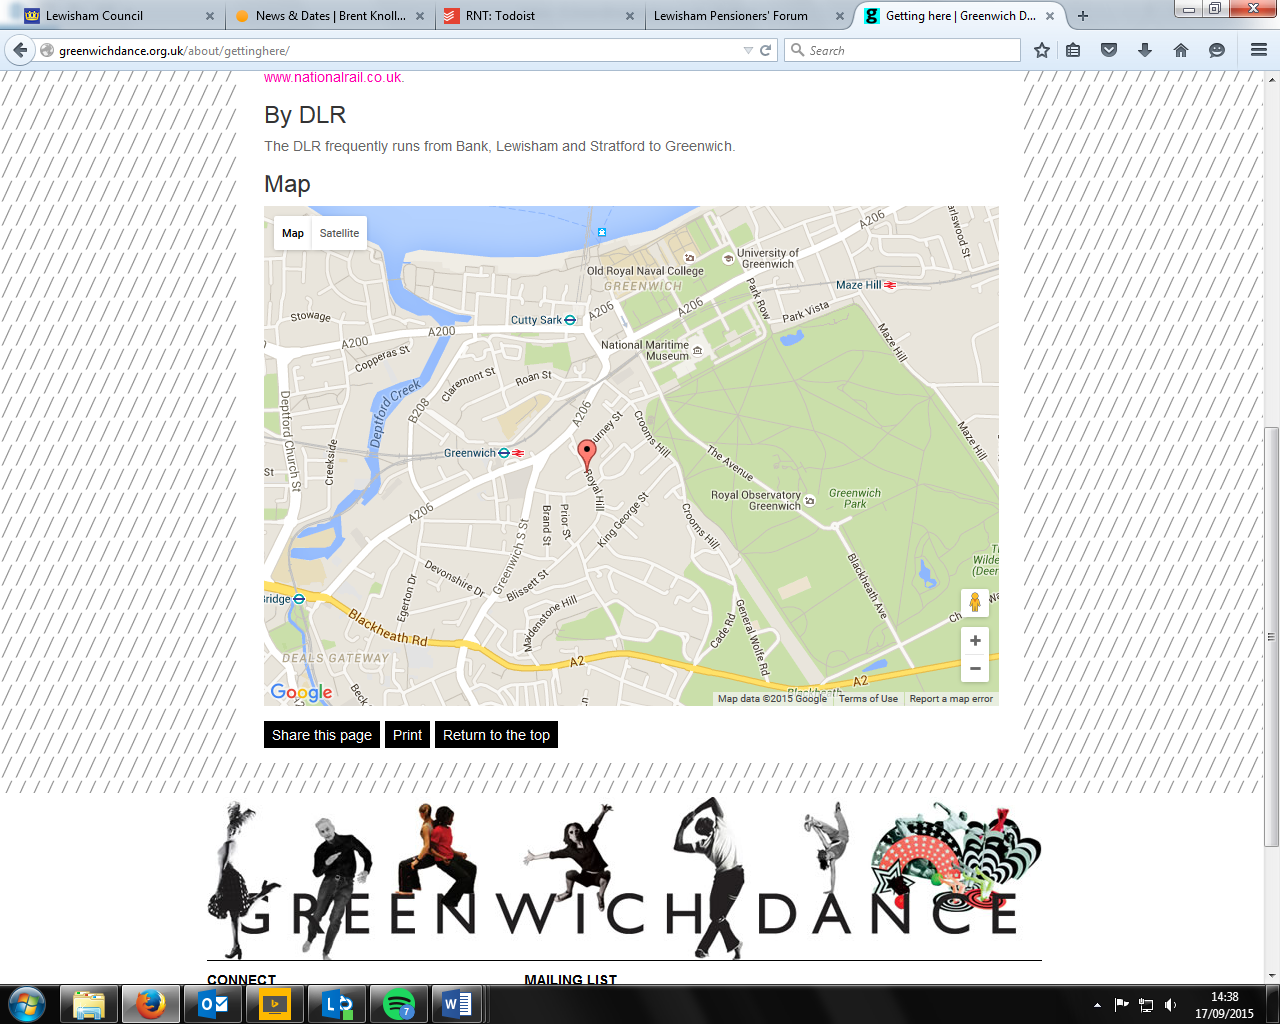 Lewisham Council
News & Dates | Brent Knoll...
RNT: Todoist
Lewisham Pensioners' Forum
Getting here | Greenwich D...
greenwichdance.org.uk/about/gettinghere/
Search
www.nationalrail.co.uk.
By DLR
The DLR frequently runs from Bank, Lewisham and Stratford to Greenwich.
Map
Map Satellite
A206
University of
Greenwich
Old Royal Naval College
GREENWICH
Maze Hill
Park Row
Park Vista
Stowage
Cutty Sark
A206
A206
A200
A200
Maze Hill
National Maritime
Museum
Copperas St
Claremont St
Roan St
Deptford Creek
B208
A206
Deptford Church St
Creekside
Crooms Hill
Maze Hill
Greenwich
The Avenue
St
Royal Hill
Royal Observatory
Greenwich
Greenwich
Park
A206
Brand St
Prior St
King George St
Crooms Hill
Greenwich S St
Devonshire Dr
Blissett St
Egerton Dr
Blackheath Ave
Maidenstone Hill
General Wolfe Rd
Cade Rd
Blackheath Rd
DEALS GATEWAY
A2
A2
Blackheath
Google
Map data ©2015 Google Terms of Use Report a map error
Share this page Print Return to the top
GREENWICH DANCE
CONNECT
MAILING LIST
7
14:38
17/09/2015